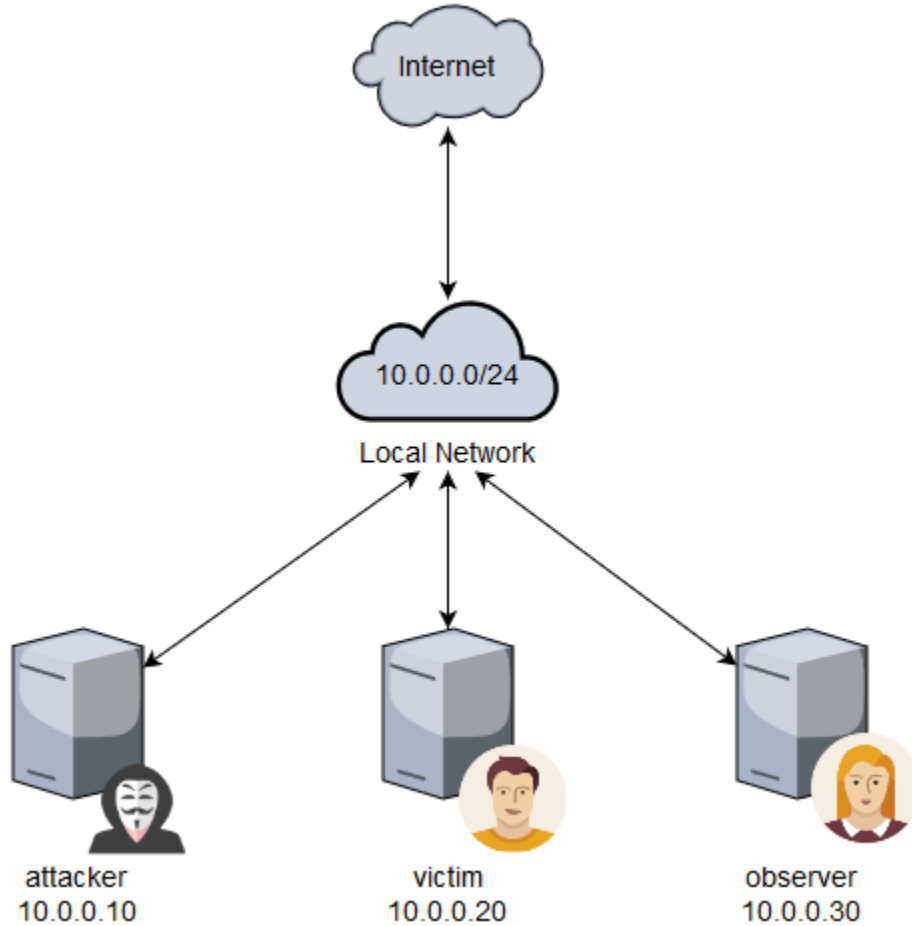 Internet
10.0.0.0/24
Local Network
attacker
10.0.0.10
victim
10.0.0.20
observer
10.0.0.30